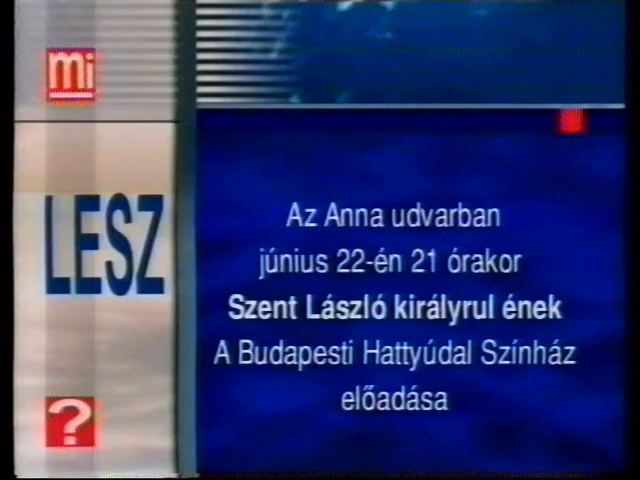 mi
LESZ
?
Az Anna udvarban
június 22-én 21 órakor
Szent László királyrul ének
A Budapesti Hattyúdal Színház
előadása